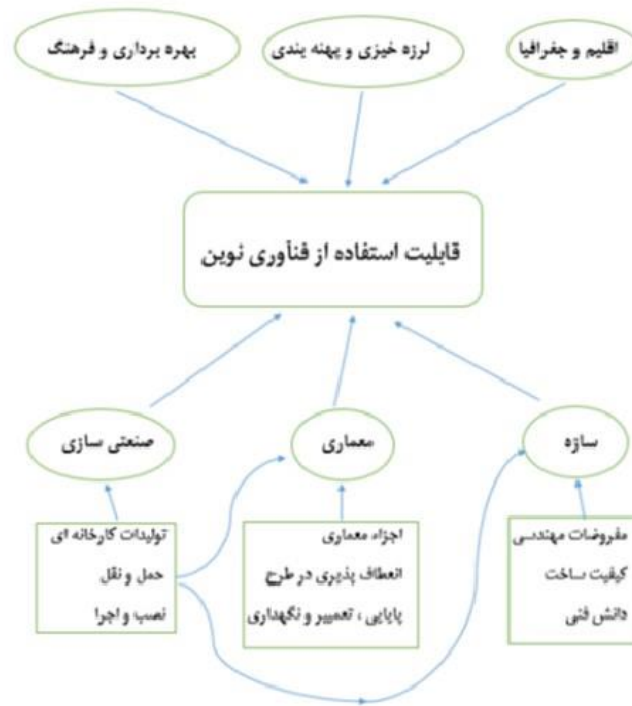 اقلیم و جغرافیا
لرزه خیزی و پهنه بندی
بهره برداری و فرهنگ
قابلیت استفاده از فنآوری نوین
سازه
معماری
صنعتی سازی
مفروضات مهندسی
کیفیت ساخت
دانش فنی
اجزاء معماری
انعطاف پذیری در طرح
پایایی ، تعمییر و نگهداری
تولیدات کارخانه ای
حمل و نقل
نصب و اجرا